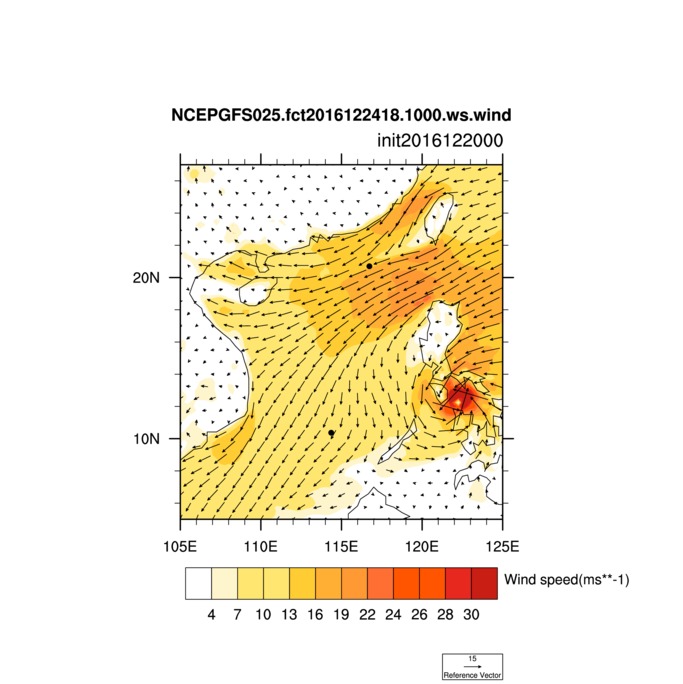 NCEPGFS025.fct2016122418.1000.ws.wind
init2016122000
20N
10N
105E 110E 115E 120E 125E
Wind speed(ms**-1)
4 7 10 13 16 19 22 24 26 28 30
15
Reference Vector